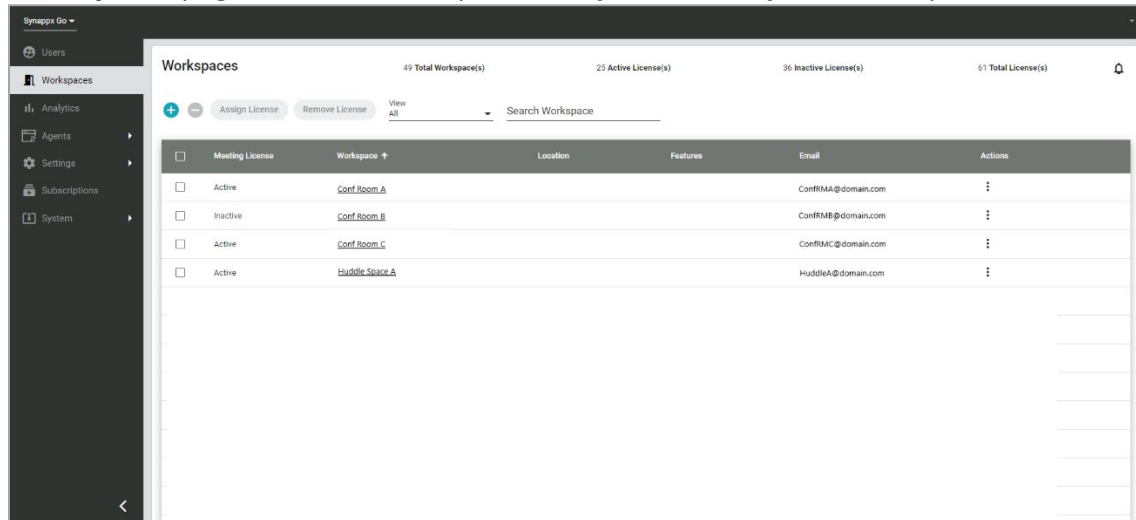 Synappx Go
Users
Workspaces
Analytics
Agents
Settings
Subscriptions
System
Workspaces
49 Total Workspace(s)
25 Active License(s)
36 Inactive License(s)
61 Total License(s)
Assign License
Remove License
View
All
Search Workspace
Meeting License Workspace Location Features Email Actions
Active Conf Room A ConfRMA@domain.com
Inactive Conf Room B ConfRMB@domain.com
Active Conf Room C ConfRMC@domain.com
Active Huddle Space A HuddleA@domain.com